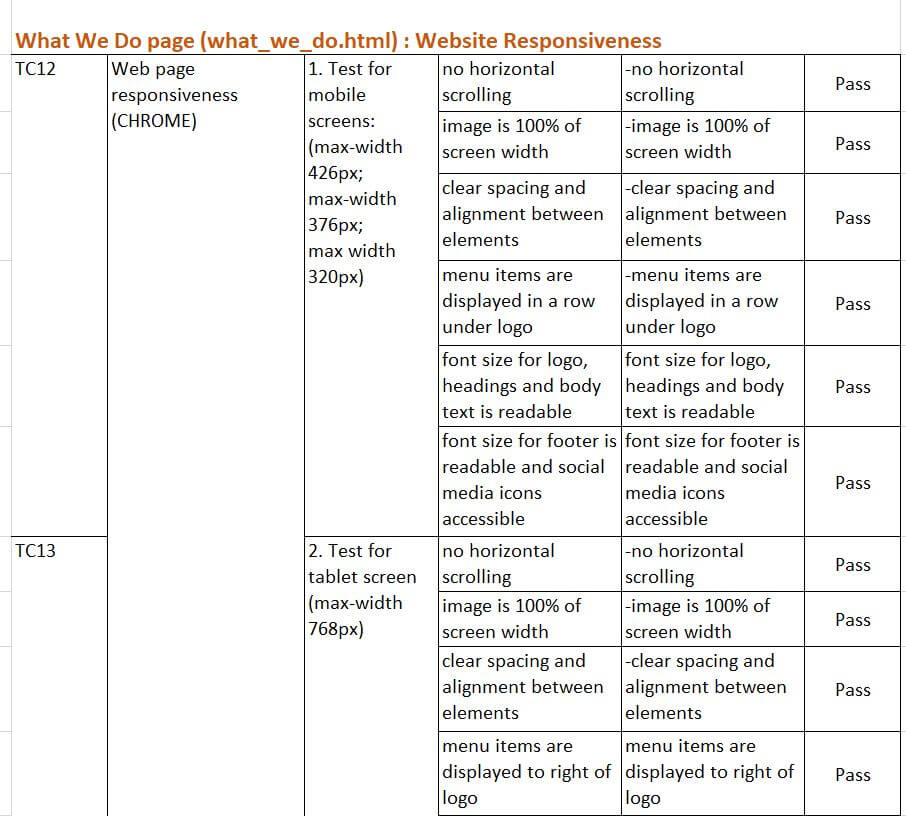 What We Do page (what_we_do.html) : Website Responsiveness
TC12
Web page
responsiveness
(CHROME)
1. Test for
mobile
screens:
(max-width
426px;
max-width
376px;
max width
320px)
no horizontal
scrolling
-no horizontal
scrolling
Pass
image is 100% of
screen width
-image is 100% of
screen width
Pass
clear spacing and
alignment between
elements
-clear spacing and
alignment between
elements
Pass
menu items are
displayed in a row
under logo
-menu items are
displayed in a row
under logo
Pass
font size for logo,
headings and body
text is readable
font size for logo,
headings and body
text is readable
Pass
font size for footer is
readable and social
media icons
accessible
font size for footer is
readable and social
media icons
accessible
Pass
TC13
2. Test for
tablet screen
(max-width
768px)
no horizontal
scrolling
-no horizontal
scrolling
Pass
image is 100% of
screen width
-image is 100% of
screen width
Pass
clear spacing and
alignment between
elements
-clear spacing and
alignment between
elements
Pass
menu items are
displayed to right of
logo
menu items are
displayed to right of
logo
Pass